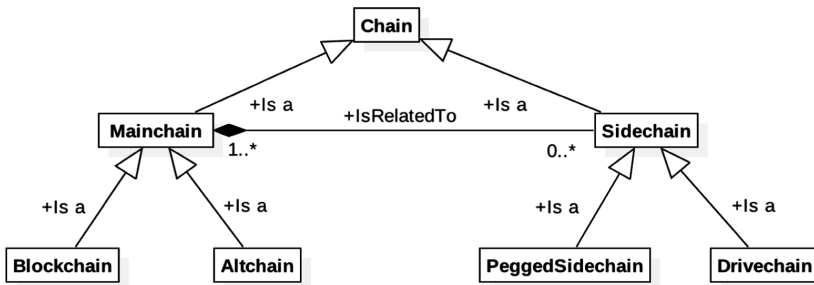 Chain
+Is a
+Is a
+IsRelatedTo
Mainchain
Sidechain
1..*
0..*
+Is a
+Is a
+Is a
+Is a
Blockchain
Altchain
PeggedSidechain
Drivechain